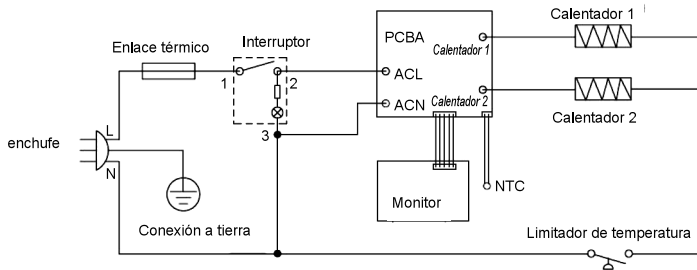 Calentador 1
Enlace térmico
Interruptor
PCBA
Calentador 1
1
2
ACL
Calentador 2
ACN
Calentador 2
L
3
enchufe
N
NTC
Monitor
Conexión a tierra
Limitador de temperatura